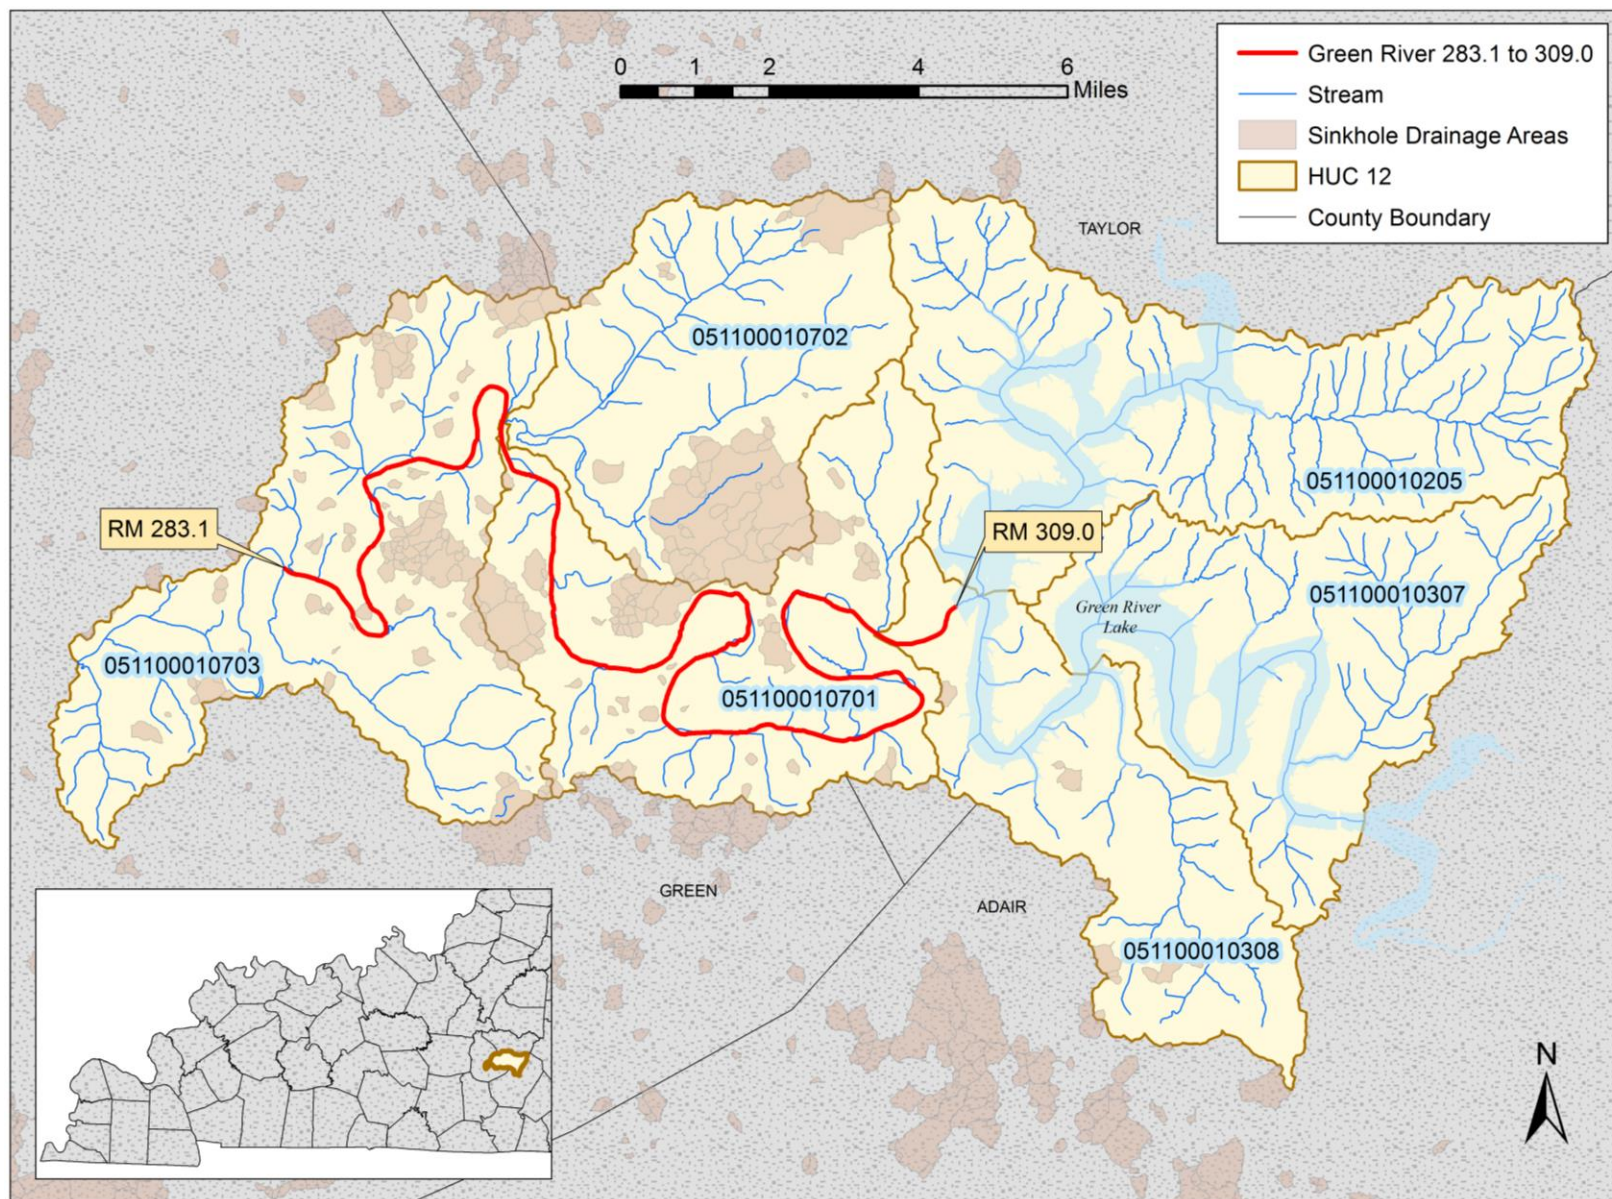 0 1 2 4 6
Miles
Green River 283.1 to 309.0
Stream
Sinkhole Drainage Areas
HUC 12
County Boundary
TAYLOR
051100010702
051100010205
RM 283.1
RM 309.0
051100010307
Green River
Lake
051100010703
051100010701
GREEN
ADAIR
051100010308
N